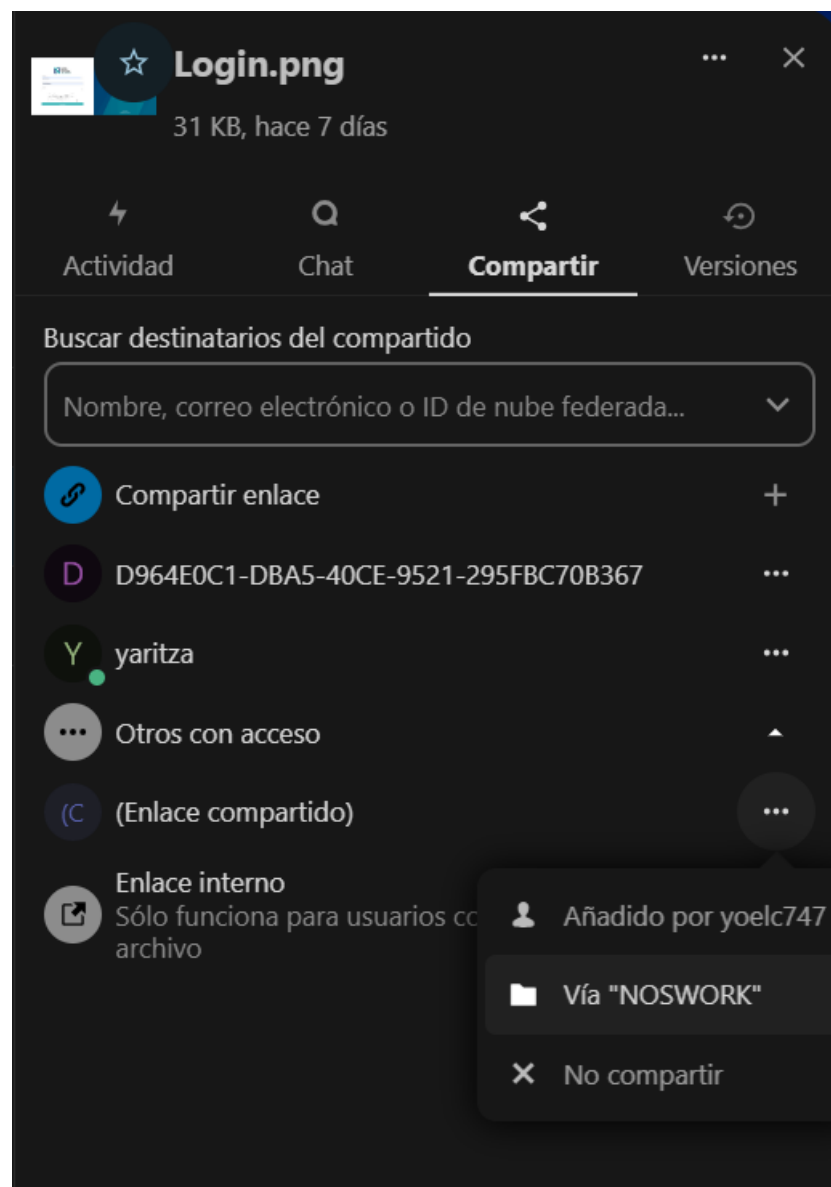 Login.png
31 KB, hace 7 días
Actividad
Chat
Compartir
Versiones
Buscar destinatarios del compartido
Nombre, correo electrónico o ID de nube federada...
Compartir enlace
D
D964E0C1-DBA5-40CE-9521-295FBC70B367
Y
yaritza
Otros con acceso
(C
(Enlace compartido)
Enlace interno
Sólo funciona para usuarios co
archivo
Añadido por yoelc747
Vía "NOSWORK"
No compartir